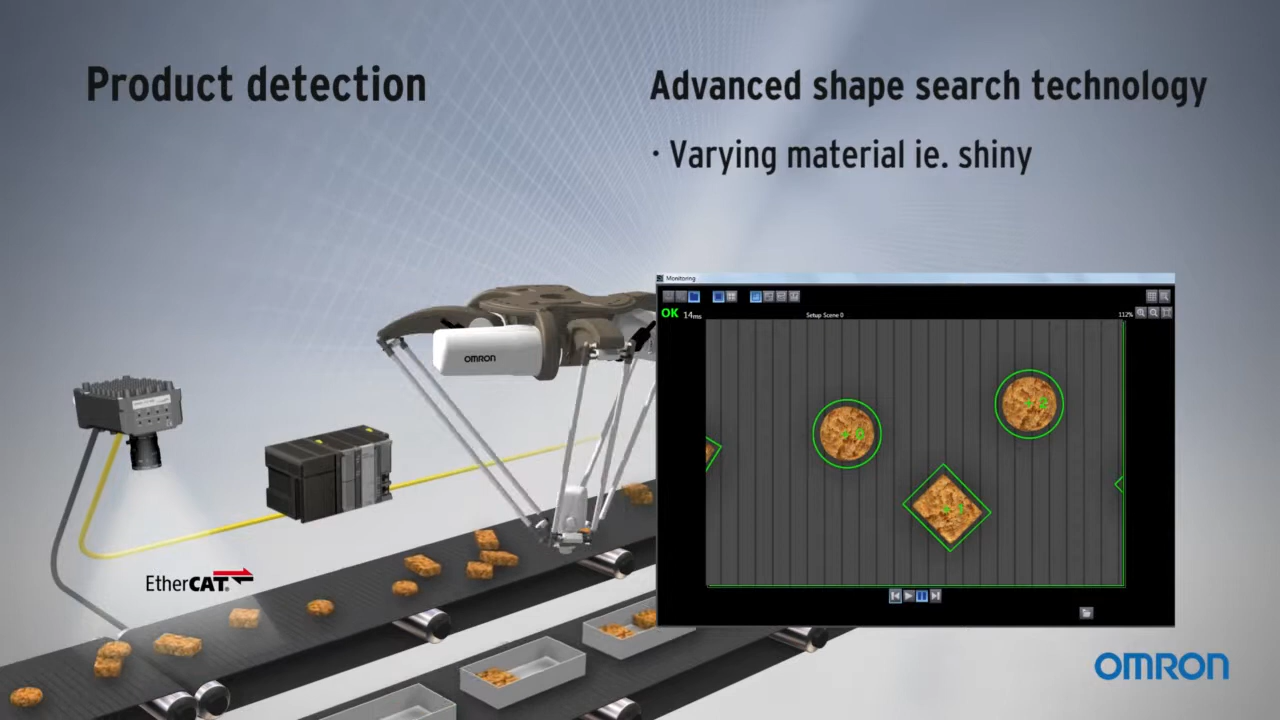 Product detection
Advanced shape search technology
· Varying material ie. shiny
Monitoring
OK 14ms
Setup Scene 0
112%
OMRON
EtherCAT®
OMRON